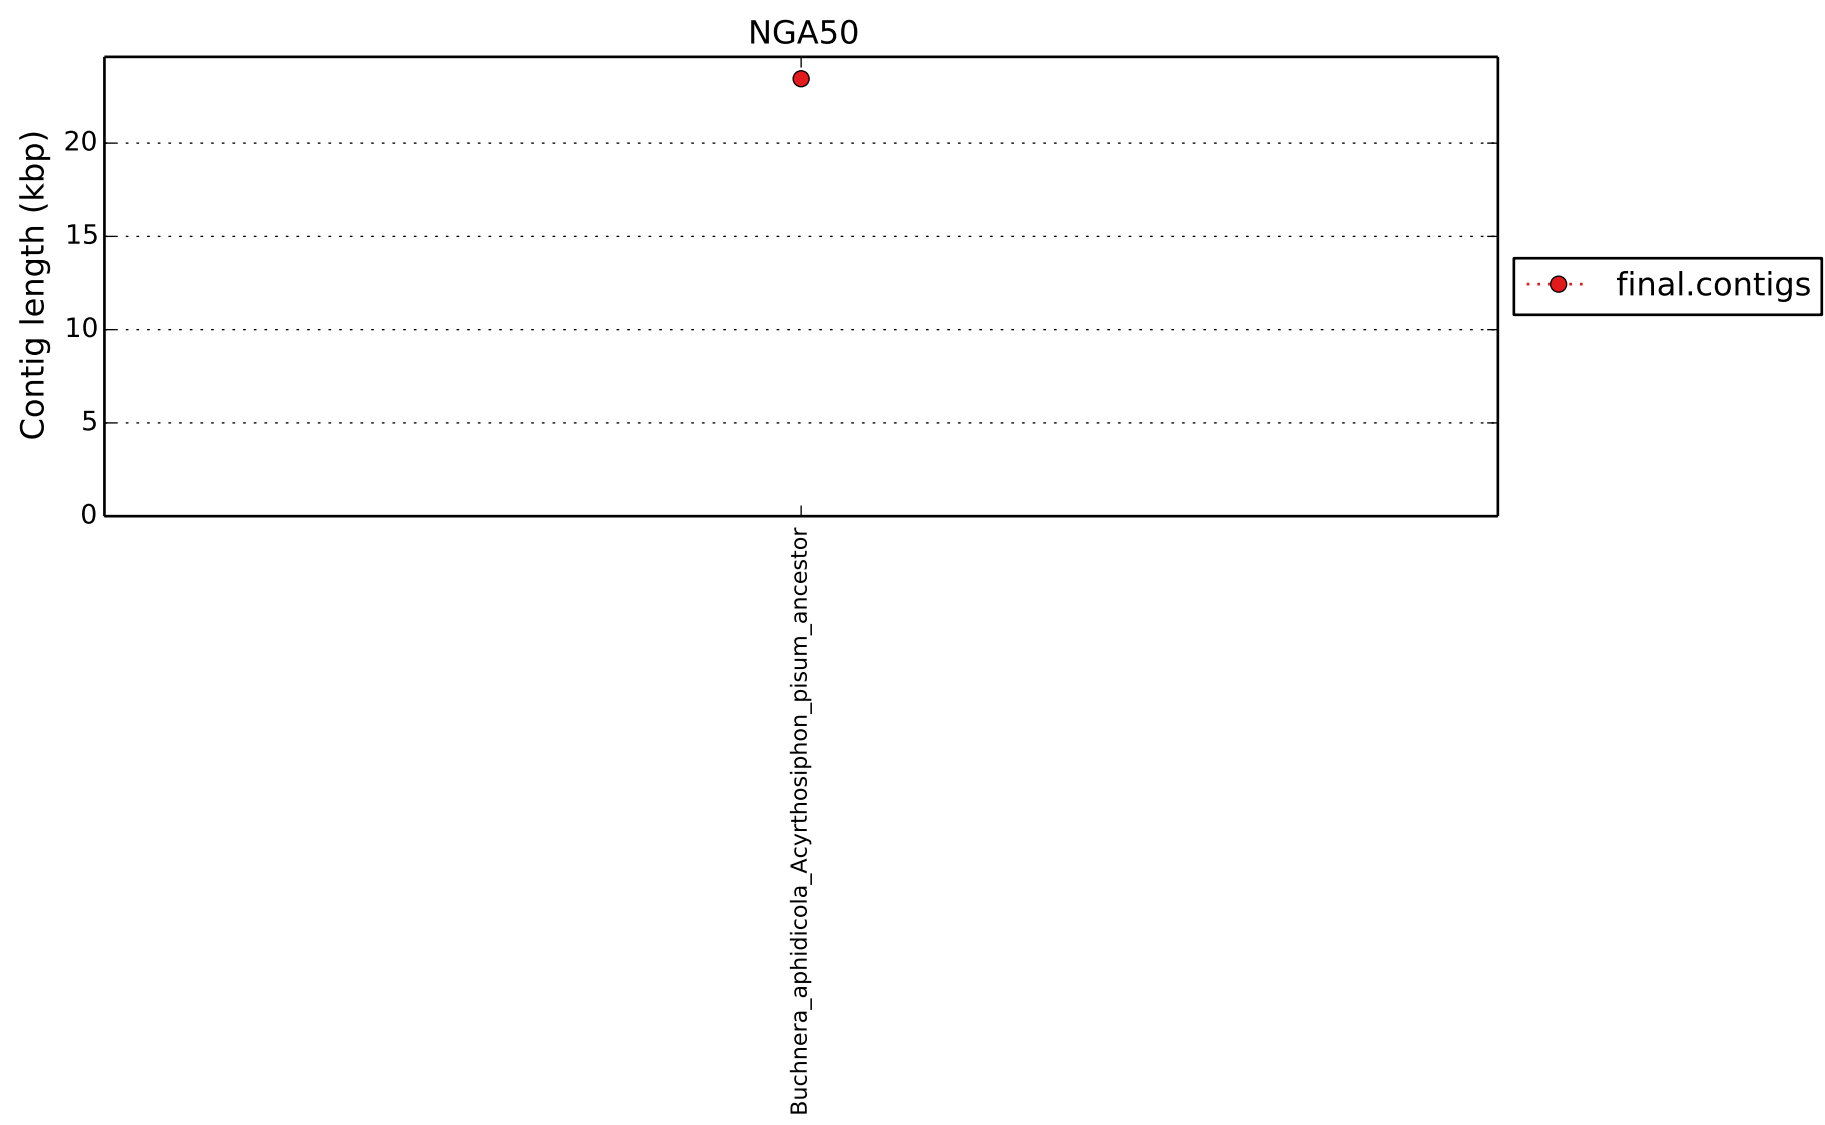 NGA50
Contig length (kbp)
20
15
10
5
0
final.contigs
Buchnera_aphidicola_Acyrthosiphon_pisum_ancestor